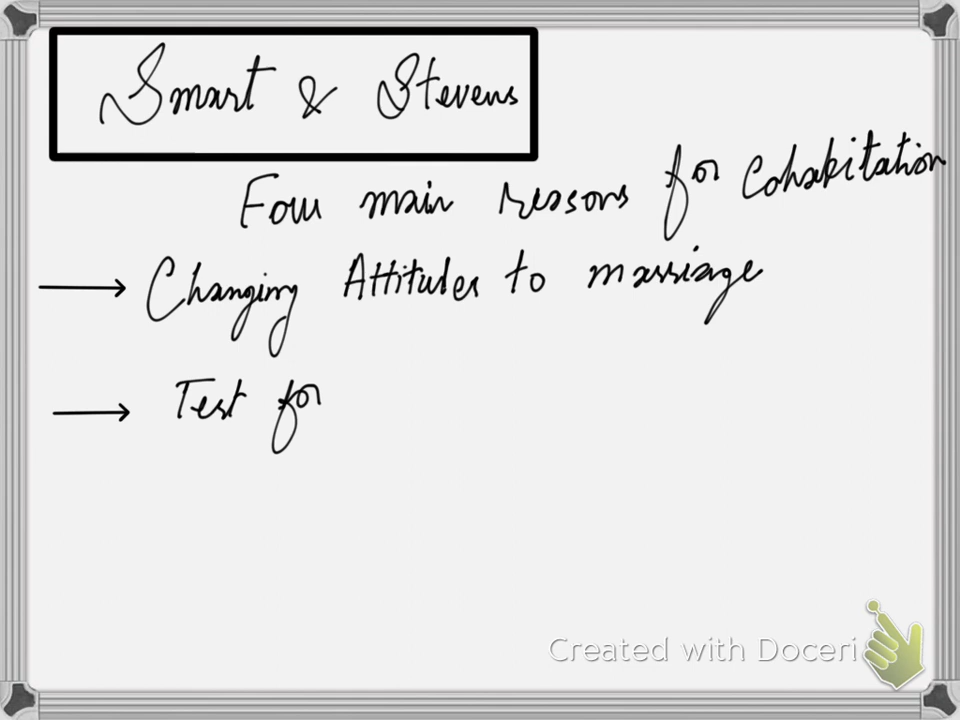 Smart & Stevens
Four main reasons for Cohabitation
→ Changing Attitudes to marriage
→ Test for
Created with Doceri